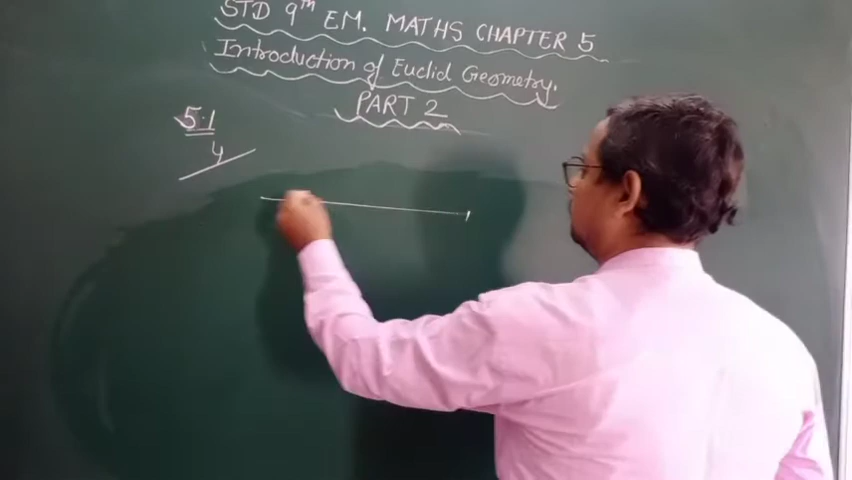 STD 9th EM. MATHS CHAPTER 5
Introduction of Euclid Geometry.
PART 2
5.1
4